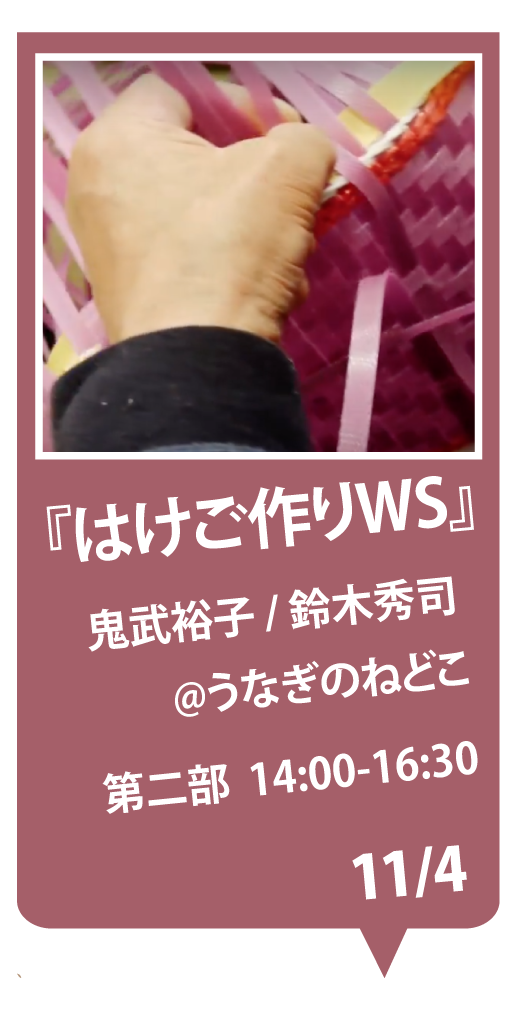 『はけご作りWS』
鬼武裕子 / 鈴木秀司
@うなぎのねどこ
第二部 14:00-16:30
11/4
、